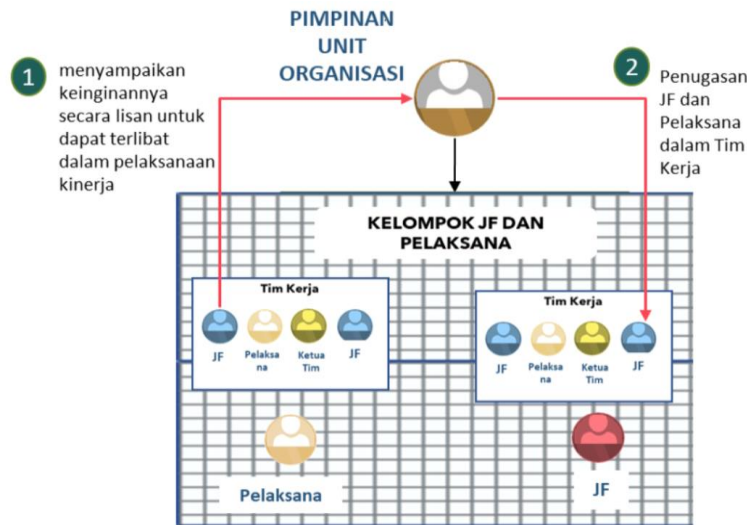 PIMPINAN
UNIT
ORGANISASI
1
menyampaikan
keinginannya
secara lisan untuk
dapat terlibat
dalam pelaksanaan
kinerja
2
Penugasan
JF dan
Pelaksana
dalam Tim
Kerja
KELOMPOK JF DAN
PELAKSANA
Tim Kerja
JF
Pelaksa
na
Ketua
Tim
JF
Tim Kerja
JF
Pelaksa
na
Ketua
Tim
JF
Pelaksana
JF